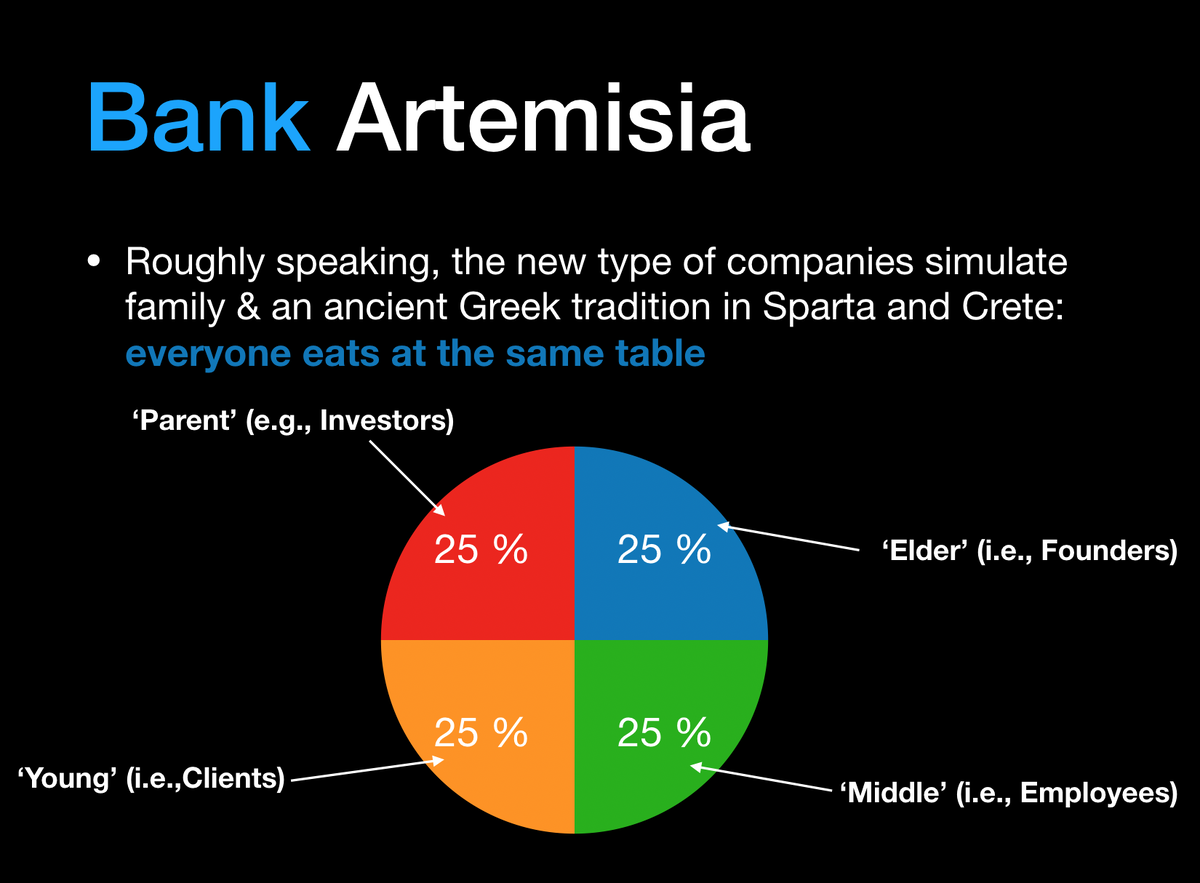 Bank Artemisia
• Roughly speaking, the new type of companies simulate
family & an ancient Greek tradition in Sparta and Crete:
everyone eats at the same table
‘Parent’ (e.g., Investors)
25 %
25 %
‘Elder’ (i.e., Founders)
25 %
25 %
‘Young’ (i.e.,Clients)
‘Middle’ (i.e., Employees)